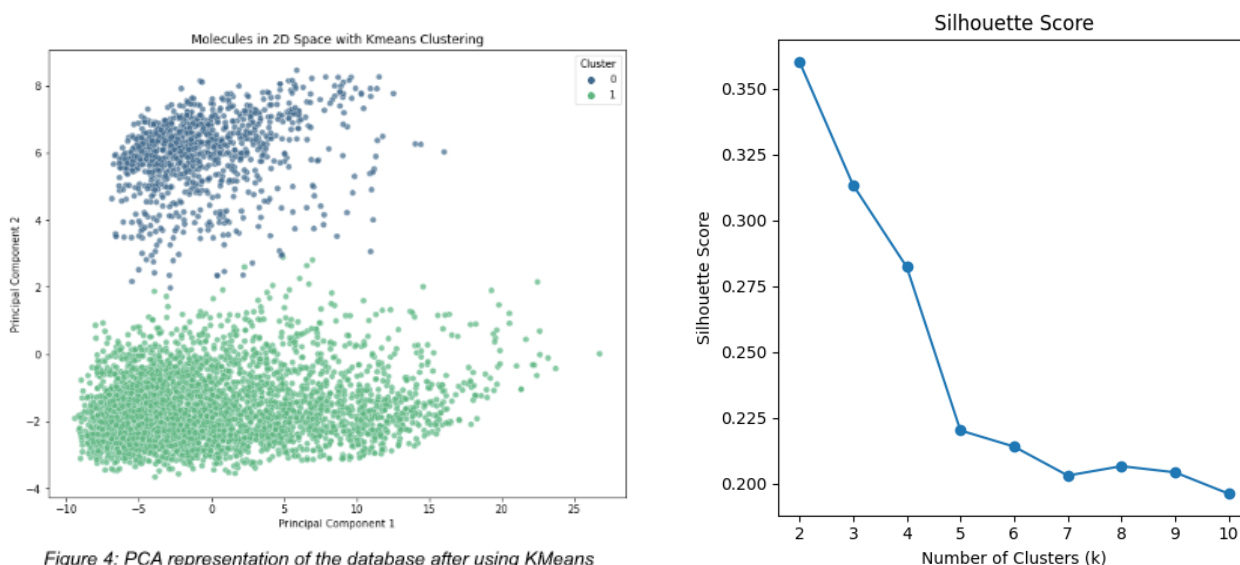 Molecules in 2D Space with Kmeans Clustering
Cluster
0
1
Principal Component 2
8
6
4
2
0
−2
−4
−10 −5 0 5 10 15 20 25
Principal Component 1
Figure 4: PCA representation of the database after using KMeans
Silhouette Score
Silhouette Score
0.350
0.325
0.300
0.275
0.250
0.225
0.200
2 3 4 5 6 7 8 9 10
Number of Clusters (k)